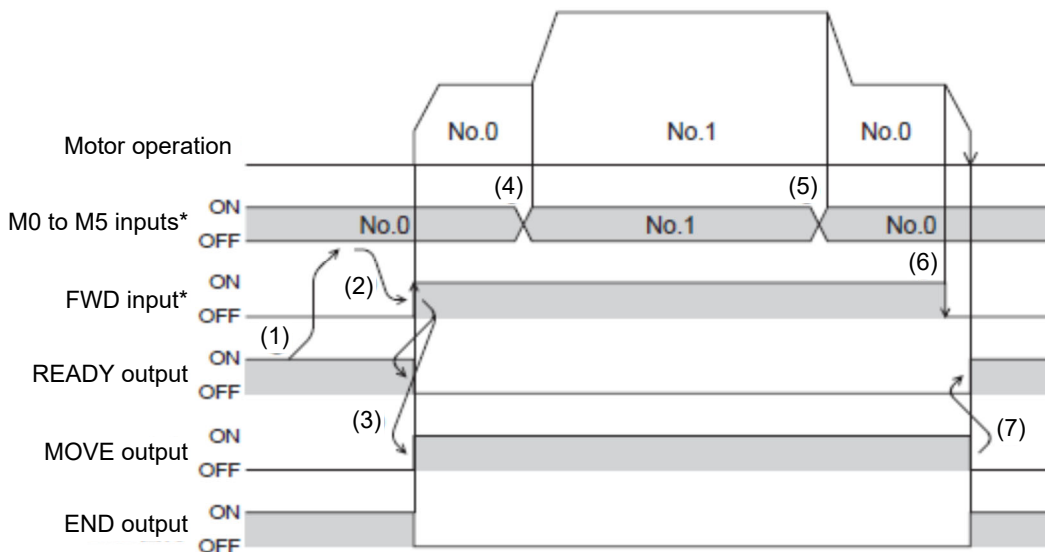 Motor operation
No.0
No.1
No.0
(4)
(5)
M0 to M5 inputs*
ON
OFF
No.0
No.1
No.0
(6)
FWD input*
ON
OFF
(2)
(1)
READY output
ON
OFF
(3)
(7)
MOVE output
ON
OFF
END output
ON
OFF